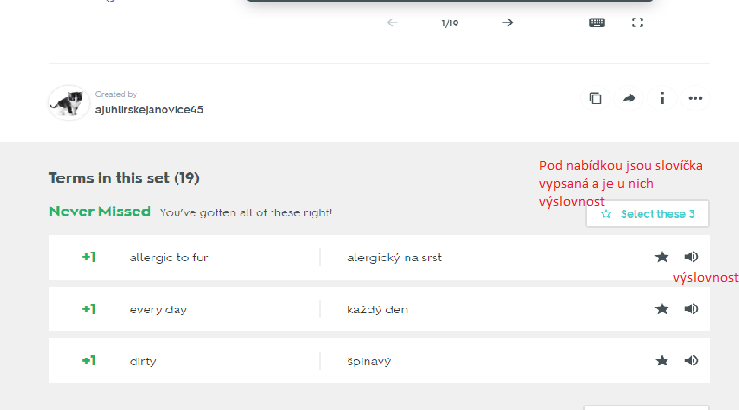 1/19
Created by
ajuhlirskejanovice45
Terms in this set (19)
Pod nabídkou jsou slovíčka
vypsaná a je u nich
výslovnost
Never Missed You've gotten all of these right!
Select these 3
+1 allergic to fur alergický na srst
výslovnost
+1 every day každý den
+1 dirty špinavý